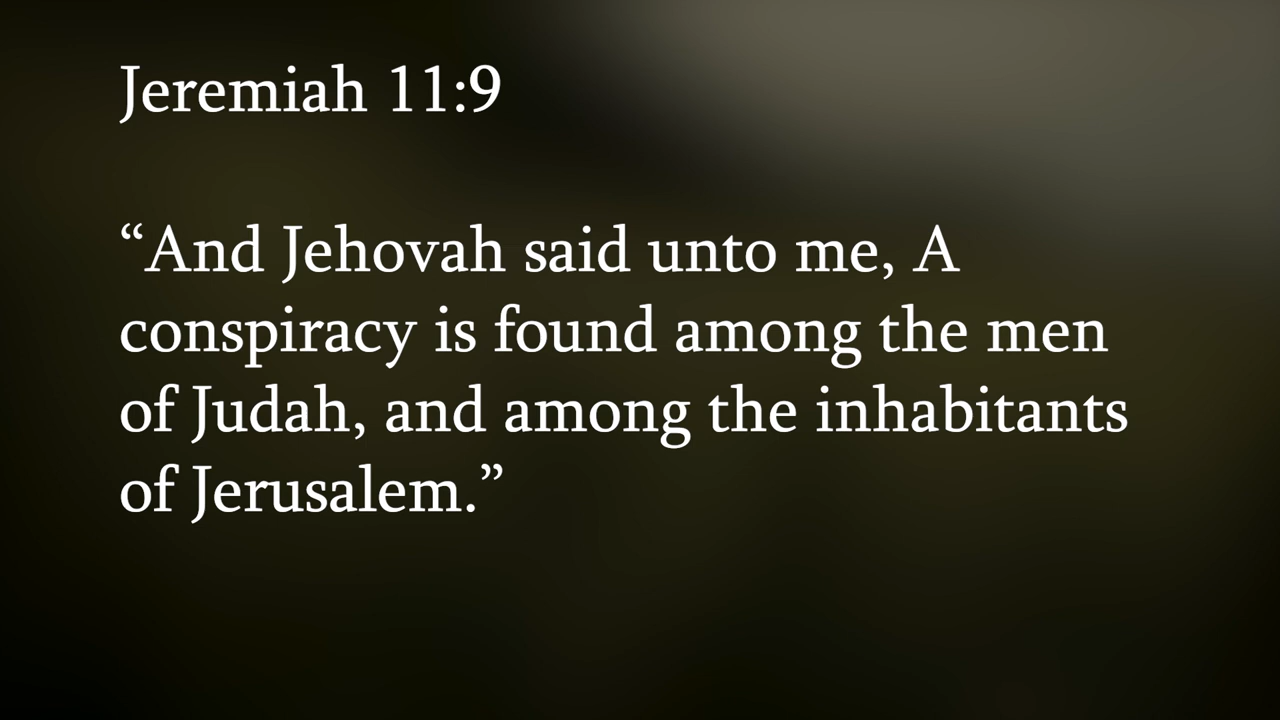 Jeremiah 11:9
“And Jehovah said unto me, A
conspiracy is found among the men
of Judah, and among the inhabitants
of Jerusalem.”